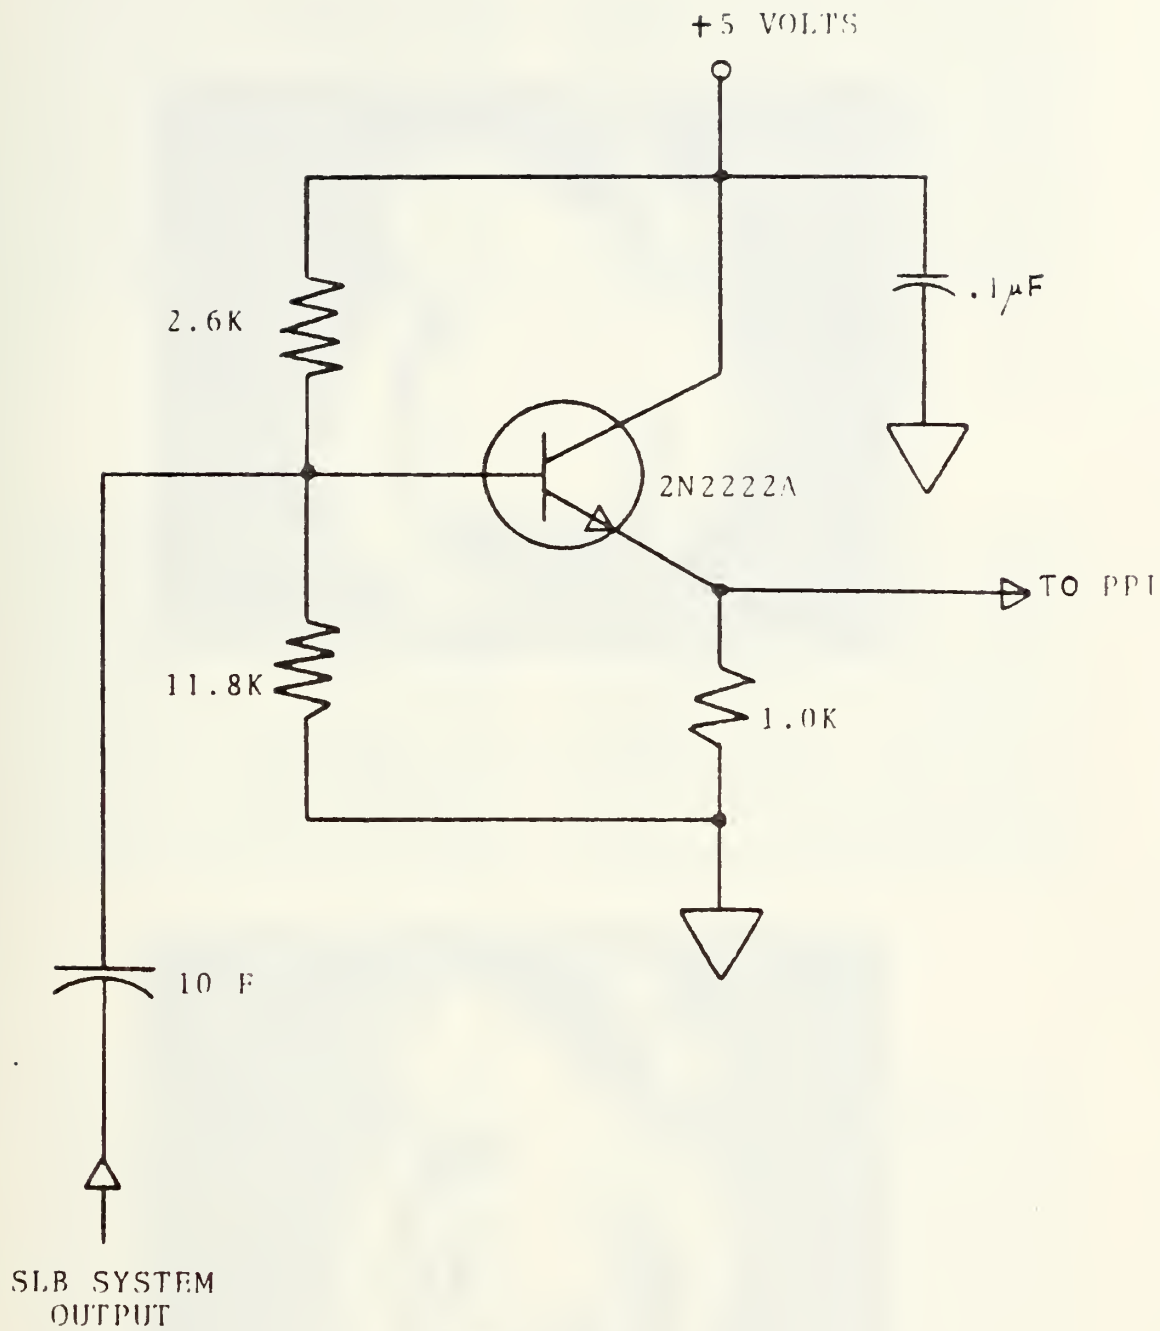 +5 VOLTS
2.6K
.1μF
2N2222A
TO PPI
11.8K
1.0K
10 F
SLB SYSTEM
OUTPUT